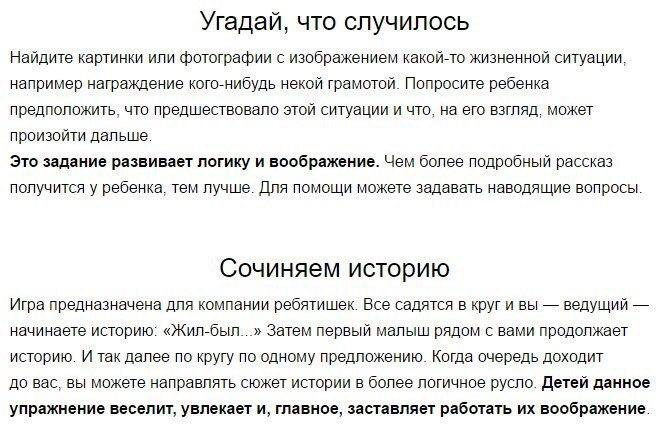 Угадай, что случилось
Найдите картинки или фотографии с изображением какой-то жизненной ситуации,
например награждение кого-нибудь некой грамотой. Попросите ребенка
предположить, что предшествовало этой ситуации и что, на его взгляд, может
произойти дальше.
Это задание развивает логику и воображение. Чем более подробный рассказ
получится у ребенка, тем лучше. Для помощи можете задавать наводящие вопросы.
Сочиняем историю
Игра предназначена для компании ребятишек. Все садятся в круг и вы — ведущий —
начинаете историю: «Жил-был...» Затем первый малыш рядом с вами продолжает
историю. И так далее по кругу по одному предложению. Когда очередь доходит
до вас, вы можете направлять сюжет истории в более логичное русло. Детей данное
упражнение веселит, увлекает и, главное, заставляет работать их воображение.